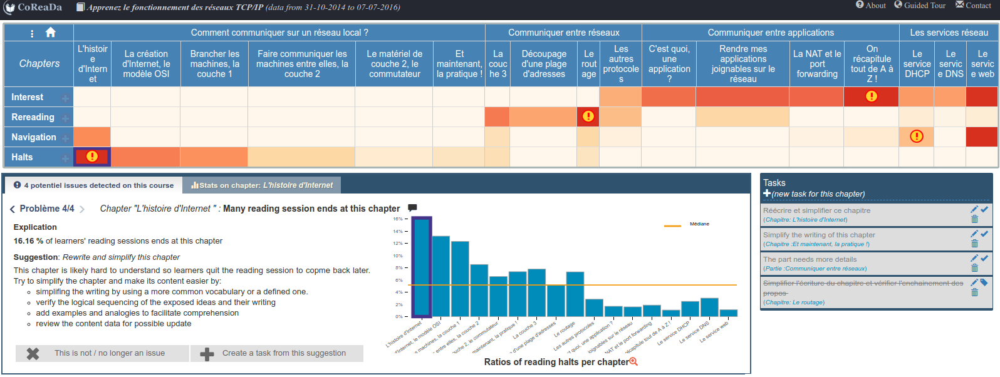 CoReaDa
Apprenez le fonctionnement des réseaux TCP/IP (data from 31-10-2014 to 07-07-2016)
About
Guided Tour
Contact
Comment communiquer sur un réseau local ?
Communiquer entre réseaux
Communiquer entre applications
Les services réseau
Chapters
L'histoir
e
d'Intern
et
La création
d'Internet, le
modèle OSI
Brancher les
machines, la
couche 1
Faire communiquer les
machines entre elles, la
couche 2
Le matériel de
couche 2, le
commutateur
Et
maintenant,
la pratique !
La
couc
he 3
Découpage
d'une plage
d'adresses
Le
rout
age
Les
autres
protocole
s
C'est quoi,
une
application
?
Rendre mes
applications
joignables sur le
réseau
La NAT et le
port
forwarding
On
récapitule
tout de A à
Z !
Le
service
DHCP
Le
servic
e DNS
Le
servic
e web
Interest
Rereading
Navigation
Halts
4 potentiel issues detected on this course
Stats on chapter: L'histoire d'Internet
Problème 4/4
Chapter "L'histoire d'Internet " : Many reading session ends at this chapter
Explication
16.16 % of learners' reading sessions ends at this chapter
Suggestion: Rewrite and simplify this chapter
This chapter is likely hard to understand so learners quit the reading session to copme back later.
Try to simplify the chapter and make its content easier by:
simplifing the writing by using a more common vocabulary or a defined one.
verify the logical sequencing of the exposed ideas and their writing
add examples and analogies to facilitate comprehension
review the content data for possible update
This is not / no longer an issue
Create a task from this suggestion
16%
14%
12%
10%
8%
6%
4%
2%
0%
Médiane
L'histoire d'Internet
d'Internet, le modèle OSI
machines, la couche 1
entre elles, la couche 2
couche 2, le commutateur
maintenant, la pratique !
La couche 3
d'une plage d'adresses
Le routage
Les autres protocoles
quoi, une application ?
joignables sur le réseau
NAT et le port forwarding
récapitule tout de A à Z !
Le service DHCP
Le service DNS
Le service web
Ratios of reading halts per chapter
Tasks
(new task for this chapter)
Réécrire et simplifier ce chapitre
(Chapitre: L'histoire d'Internet)
Simplify the writing of this chapter
(Chapitre :Et maintenant, la pratique !)
The part needs more details
(Partie :Communiquer entre réseaux)
Simplifier l'écriture du chapitre et vérifier l'enchainement des
propos
(Chapitre: Le routage)